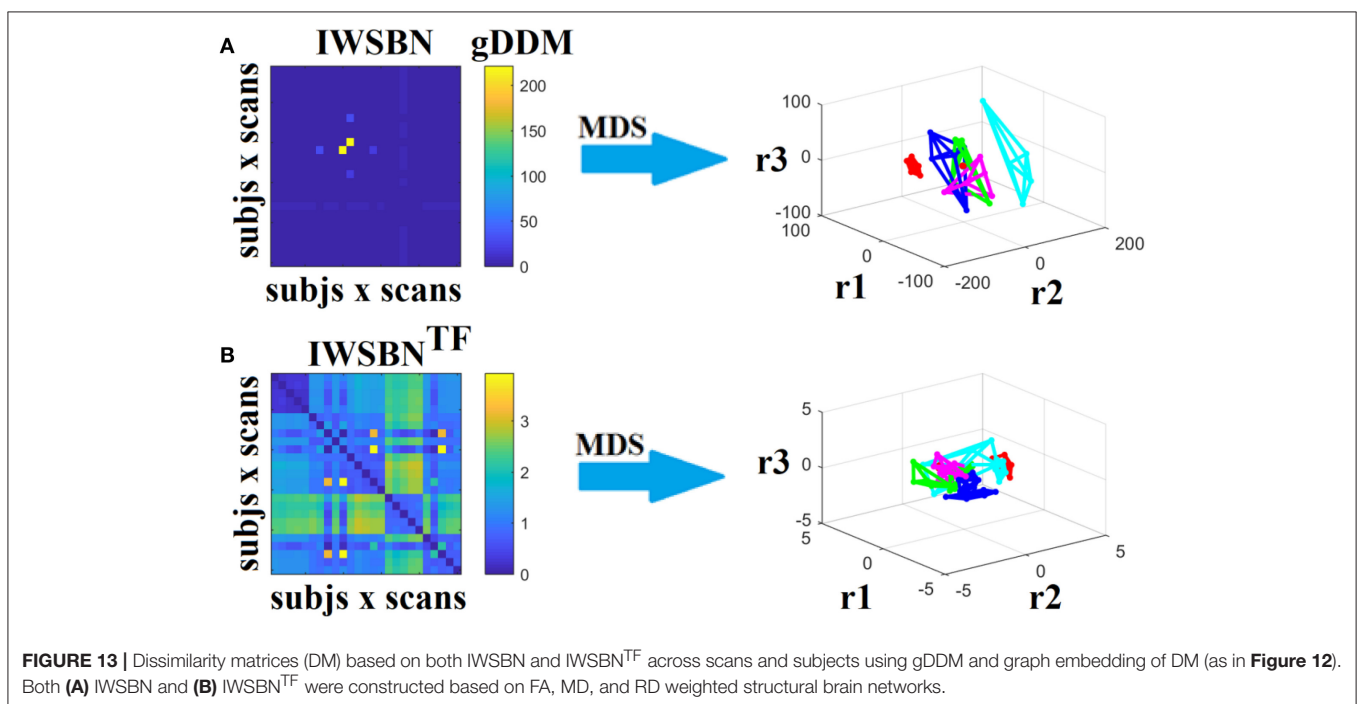 A
IWSBN
gDDM
subjs x scans
200
150
100
50
0
subjs x scans
MDS
r3
100
0
-100
100
0
-100
r1
-200
0
200
r2
B
IWSBN^TF
subjs x scans
3
2
1
0
subjs x scans
MDS
r3
5
0
-5
5
0
-5
r1
-5
0
5
r2
FIGURE 13 | Dissimilarity matrices (DM) based on both IWSBN and IWSBN^TF across scans and subjects using gDDM and graph embedding of DM (as in Figure 12).
Both (A) IWSBN and (B) IWSBN^TF were constructed based on FA, MD, and RD weighted structural brain networks.